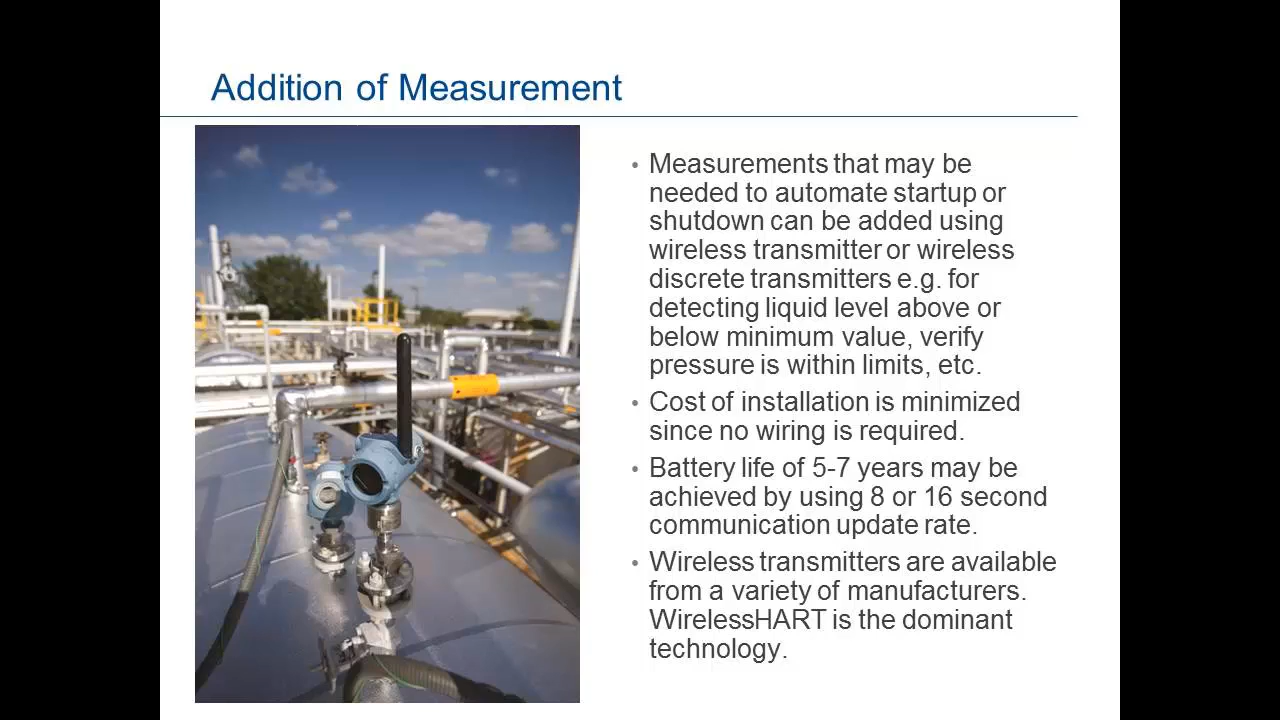 Addition of Measurement
• Measurements that may be
needed to automate startup or
shutdown can be added using
wireless transmitter or wireless
discrete transmitters e.g. for
detecting liquid level above or
below minimum value, verify
pressure is within limits, etc.
• Cost of installation is minimized
since no wiring is required.
• Battery life of 5-7 years may be
achieved by using 8 or 16 second
communication update rate.
• Wireless transmitters are available
from a variety of manufacturers.
WirelessHART is the dominant
technology.